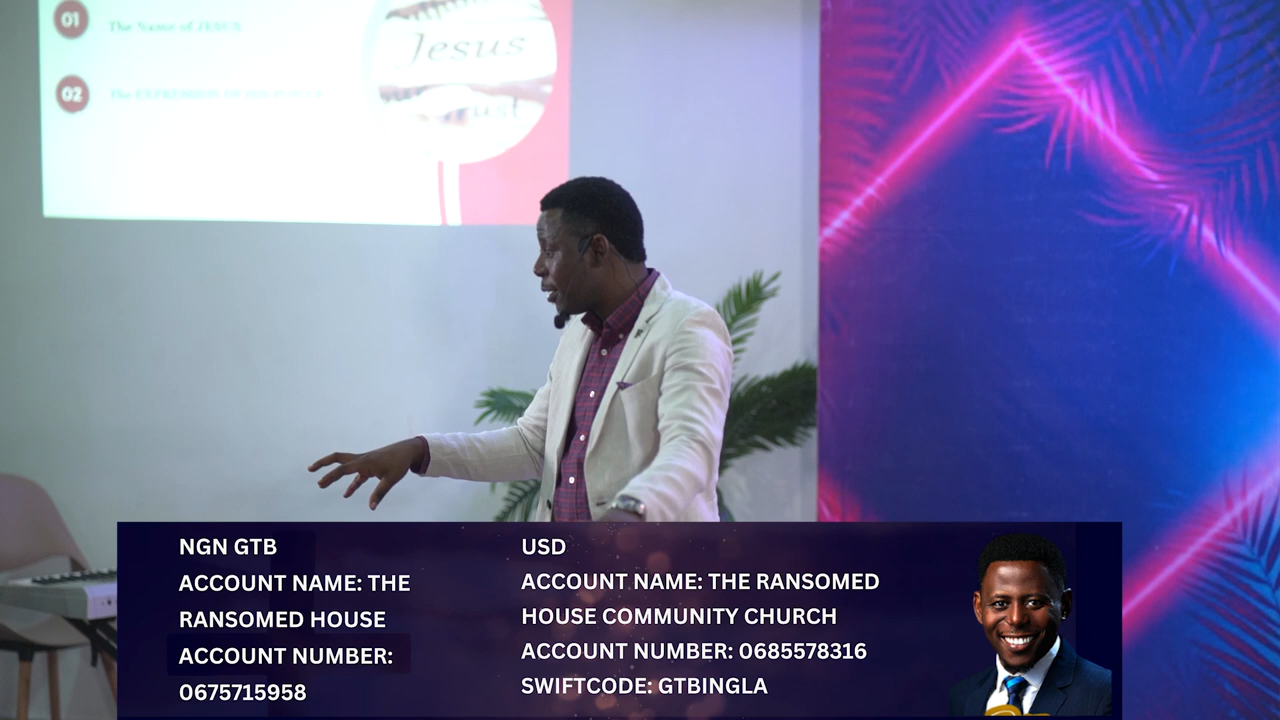 01
The Name of JESUS
02
Jesus
NGN GTB
ACCOUNT NAME: THE
RANSOMED HOUSE
ACCOUNT NUMBER:
0675715958
USD
ACCOUNT NAME: THE RANSOMED
HOUSE COMMUNITY CHURCH
ACCOUNT NUMBER: 0685578316
SWIFTCODE: GTBINGLA